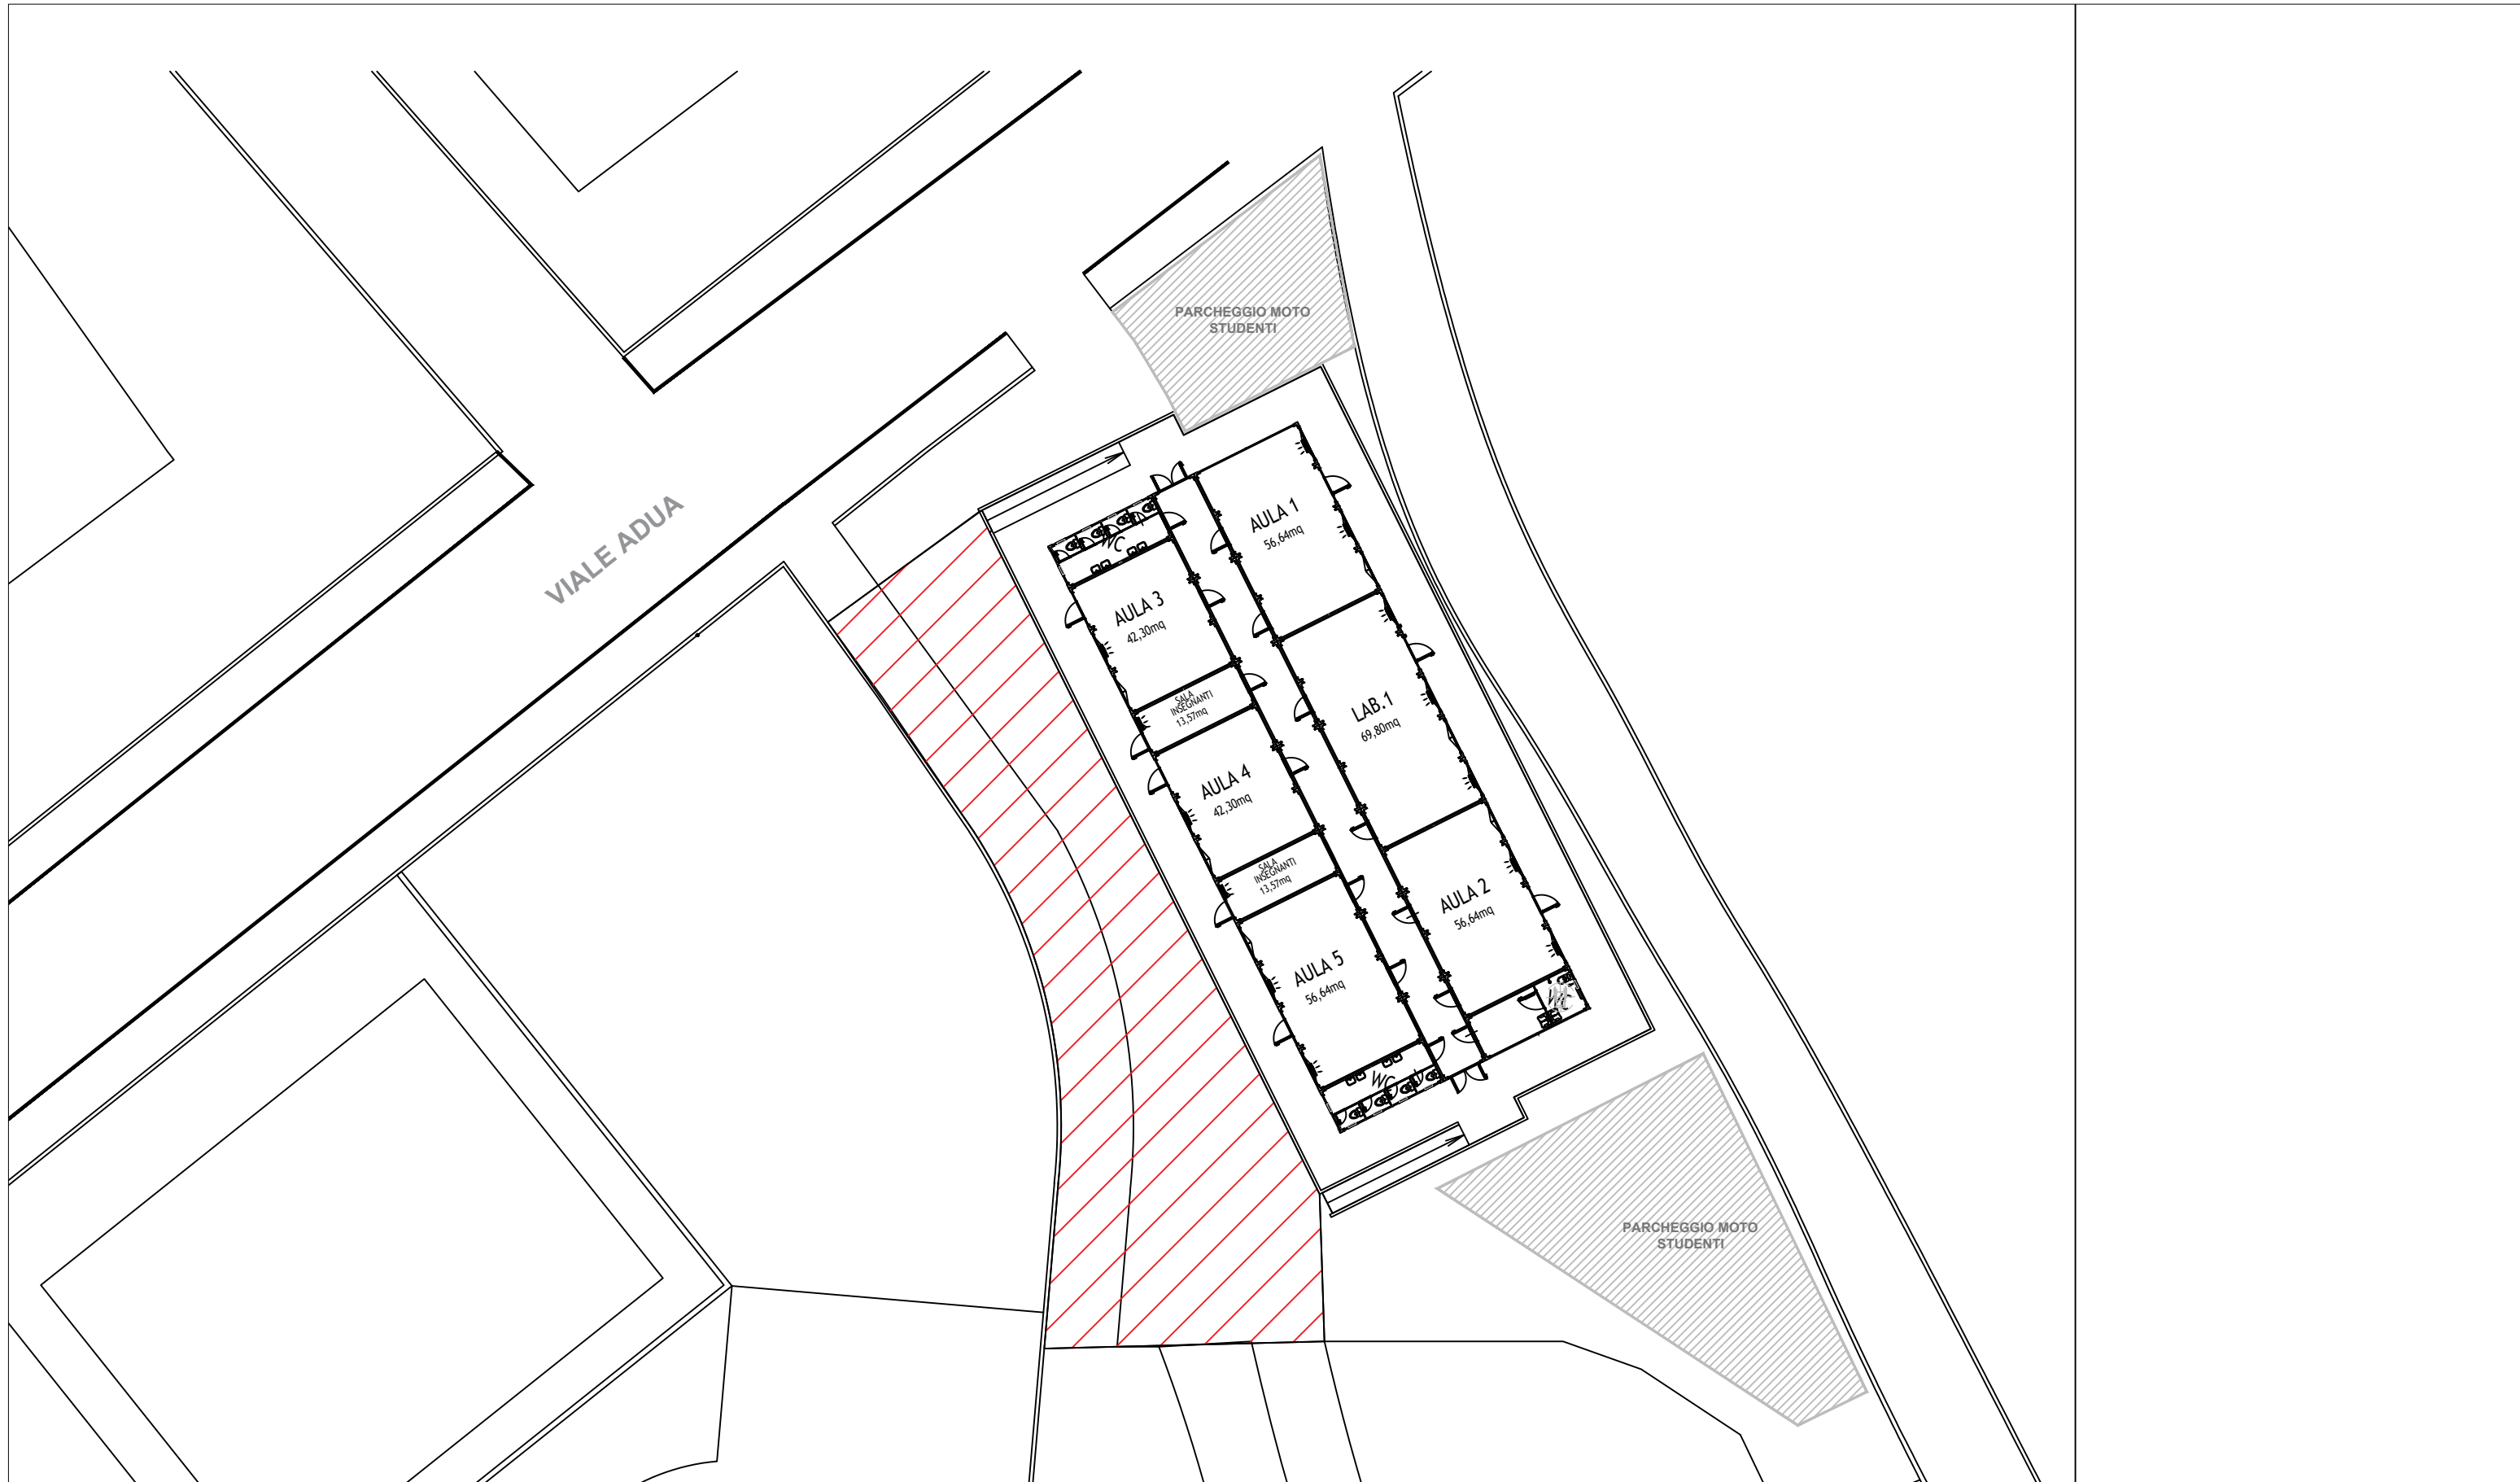 PARCHEGGIO MOTO
STUDENTI
VIALE ADUA
AULA 1
56,64mq
WC
AULA 3
42,30mq
SALA
INSEGNANTI
13,57mq
LAB.1
69,80mq
AULA 4
42,30mq
SALA
INSEGNANTI
13,57mq
AULA 2
56,64mq
AULA 5
56,64mq
WC
WC
PARCHEGGIO MOTO
STUDENTI